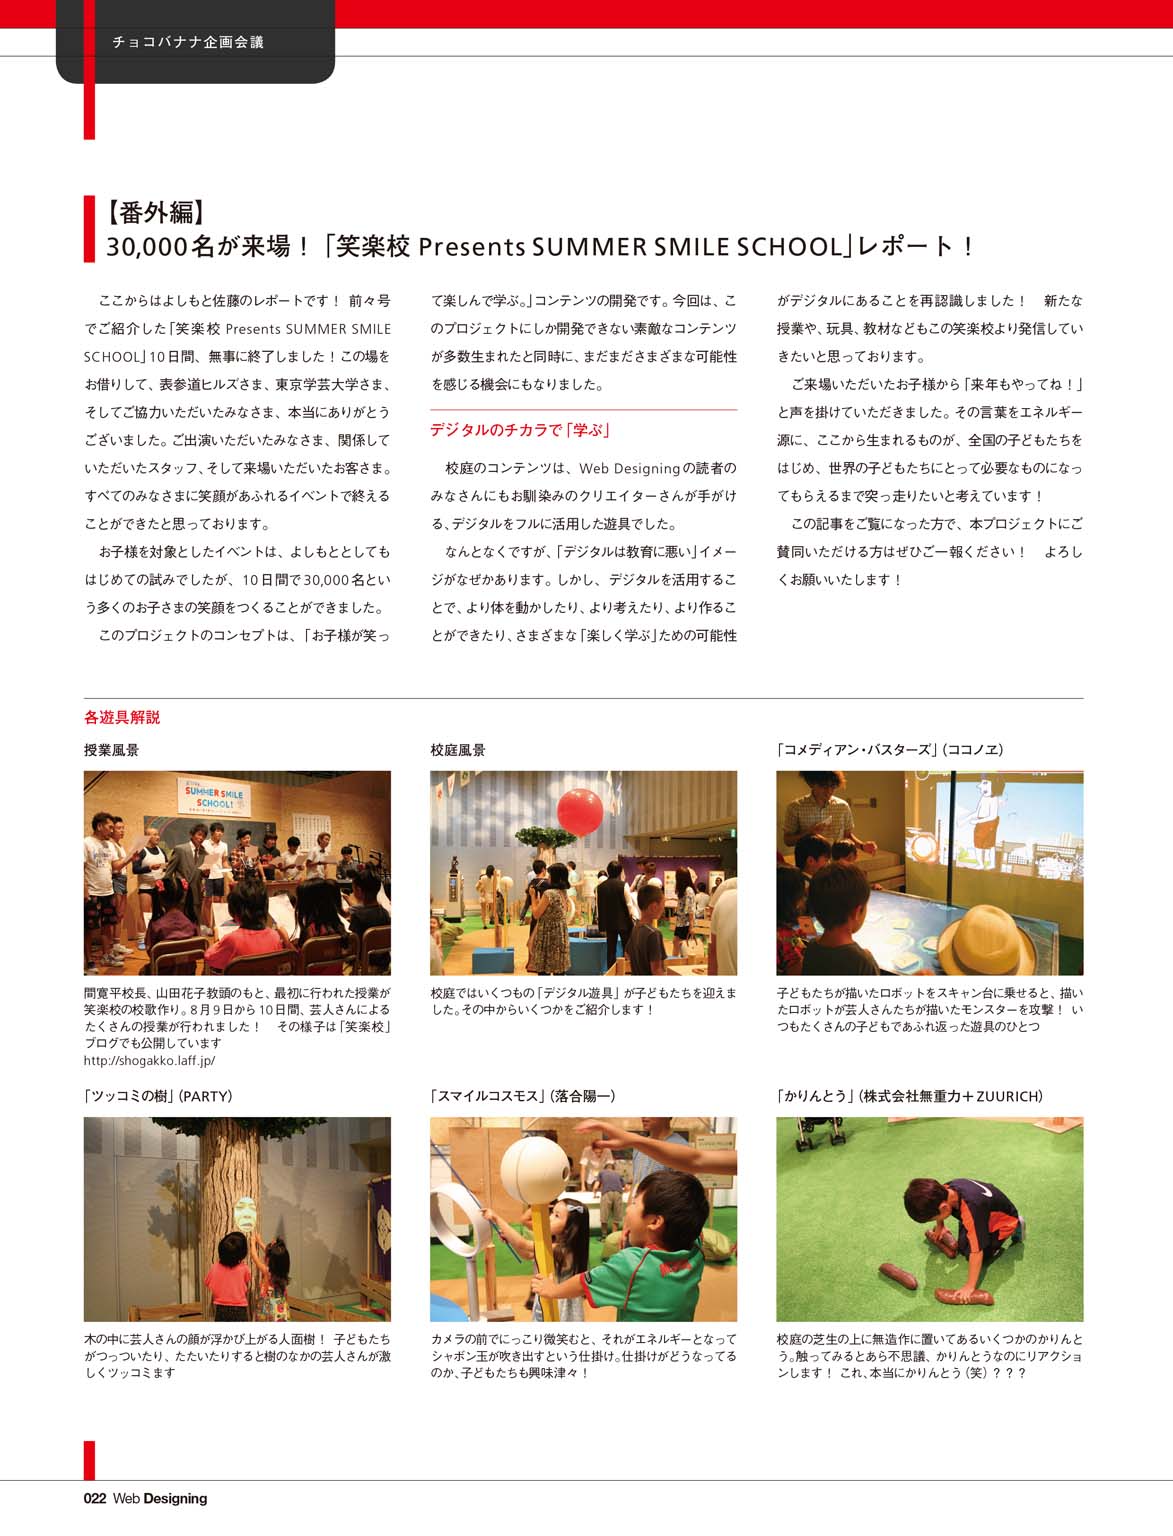 チョコバナナ企画会議
【番外編】
30,000名が来場！「笑楽校 Presents SUMMER SMILE SCHOOL」レポート！
ここからはよしもと佐藤のレポートです！ 前々号
でご紹介した「笑楽校 Presents SUMMER SMILE
SCHOOL」10日間、無事に終了しました！この場を
お借りして、表参道ヒルズさま、東京学芸大学さま、
そしてご協力いただいたみなさま、本当にありがとう
ございました。ご出演いただいみなさま、関係して
いただいたスタッフ、そして来場いただいたお客さま。
すべてのみなさまに笑顔があふれるイベントで終える
ことができたと思っております。
お子様を対象としたイベントは、よしもととしても
はじめての試みでしたが、10日間で30,000名とい
う多くのお子さまの笑顔をつくることができました。
このプロジェクトのコンセプトは、「お子様が笑っ
て楽しんで学ぶ。」コンテンツの開発です。今回は、こ
のプロジェクトにしか開発できない素敵なコンテンツ
が多数生まれたと同時に、まだまださまざまな可能性
を感じる機会にもなりました。
デジタルのチカラで「学ぶ」
校庭のコンテンツは、Web Designingの読者の
みなさんにもお馴染みのクリエイターさんが手がけ
る、デジタルをフルに活用した遊具でした。
なんとなくですが、「デジタルは教育に悪い」イメー
ジがなぜかあります。しかし、デジタルを活用するこ
とで、より体を動かしたり、より考えたり、より作るこ
とができたり、さまざまな「楽しく学ぶ」ための可能性
がデジタルにあることを再認識しました！　新たな
授業や、玩具、教材などもこの笑楽校より発信してい
きたいと思っております。
ご来場いただいたお子様から「来年もやってね！」
と声を掛けていただきました。その言葉をエネルギー
源に、ここから生まれるものが、全国の子どもたちを
はじめ、世界の子どもたちにとって必要なものになっ
てもらえるまで突っ走りたいと考えています！
この記事をご覧になった方で、本プロジェクトにご
賛同いただける方はぜひご一報ください！　よろし
くお願いいたします！
各遊具解説
授業風景
SUMMER SMILE
SCHOOL!
間寛平校長、山田花子教頭のもと、最初に行われた授業が
笑楽校の校歌作り。8月9日から10日間、芸人さんによる
たくさんの授業が行われました！　その様子は「笑楽校」
ブログでも公開しています
http://shogakko.laff.jp/
校庭風景
校庭ではいくつもの「デジタル遊具」が子どもたちを迎えま
した。その中からいくつかをご紹介します！
「コメディアン・バスターズ」（ココノヱ）
子どもたちが描いたロボットをスキャン台に乗せると、描い
たロボットが芸人さんたちが描いたモンスターを攻撃！ い
つもたくさんの子どもであふれ返った遊具のひとつ
「ツッコミの樹」（PARTY）
木の中に芸人さんの顔が浮かび上がる人面樹！ 子どもたち
がつっついたり、たたいたりすると樹のなかの芸人さんが激
しくツッコミます
「スマイルコスモス」（落合陽一）
カメラの前でにっこり微笑むと、それがエネルギーとなって
シャボン玉が吹き出すという仕掛け。仕掛けがどうなってる
のか、子どもたちも興味津々！
「かりんとう」（株式会社無重力＋ZUURICH）
校庭の芝生の上に無造作に置いてあるいくつかのかりんと
う。触ってみるとあら不思議、かりんとうなのにリアクショ
ンします！ これ、本当にかりんとう（笑）？？？
022 Web Designing